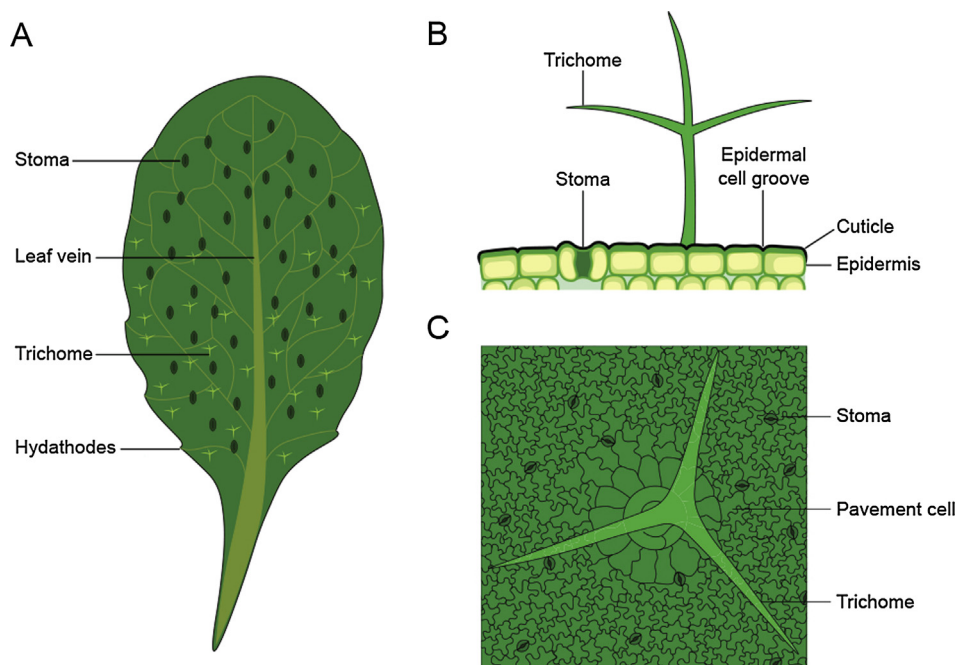 A
Stoma
Leaf vein
Trichome
Hydathodes
B
Trichome
Stoma
Epidermal
cell groove
Cuticle
Epidermis
C
Stoma
Pavement cell
Trichome